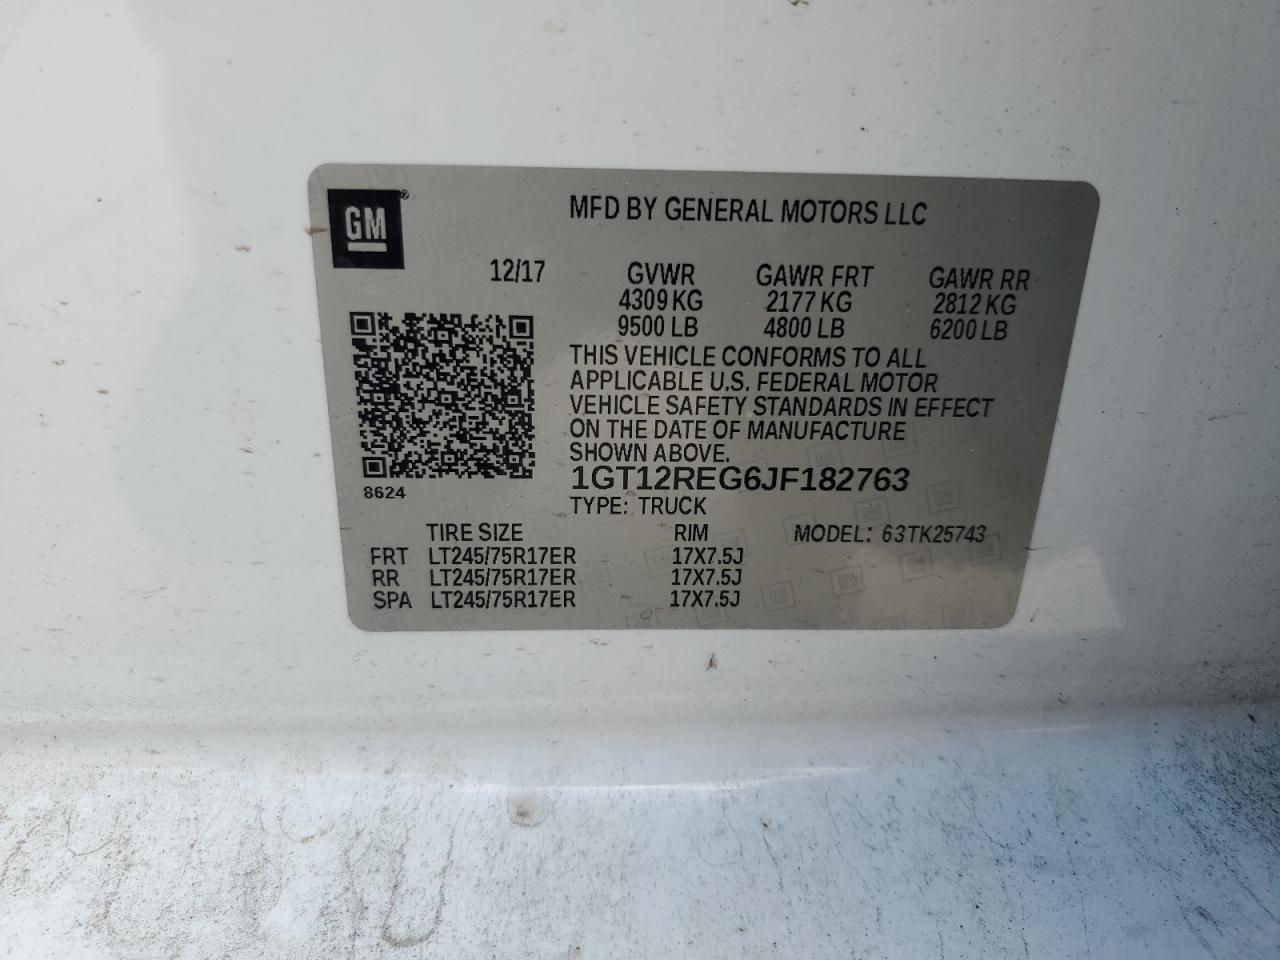 GM®
MFD BY GENERAL MOTORS LLC
12/17 GVWR GAWR FRT GAWR RR
4309 KG 2177 KG 2812 KG
9500 LB 4800 LB 6200 LB
THIS VEHICLE CONFORMS TO ALL
APPLICABLE U.S. FEDERAL MOTOR
VEHICLE SAFETY STANDARDS IN EFFECT
ON THE DATE OF MANUFACTURE
SHOWN ABOVE.
1GT12REG6JF182763
8624
TYPE: TRUCK
TIRE SIZE RIM MODEL: 63TK25743
FRT LT245/75R17ER 17X7.5J
RR LT245/75R17ER 17X7.5J
SPA LT245/75R17ER 17X7.5J